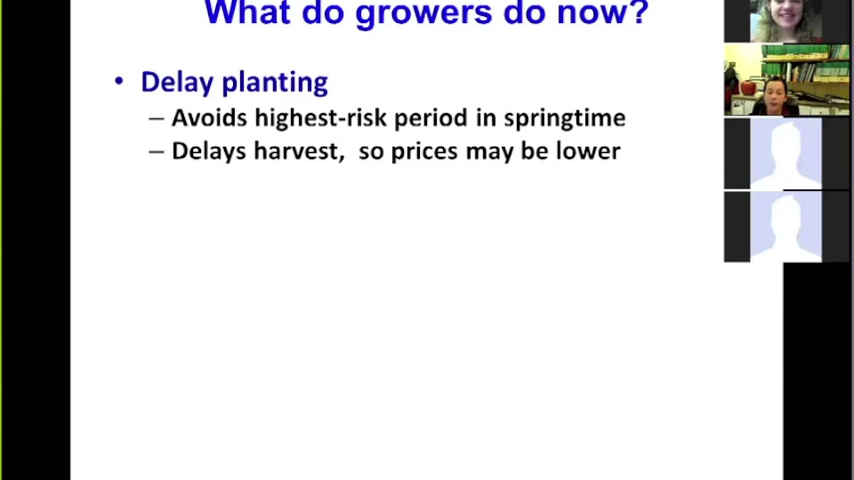 What do growers do now?
• Delay planting
– Avoids highest-risk period in springtime
– Delays harvest, so prices may be lower